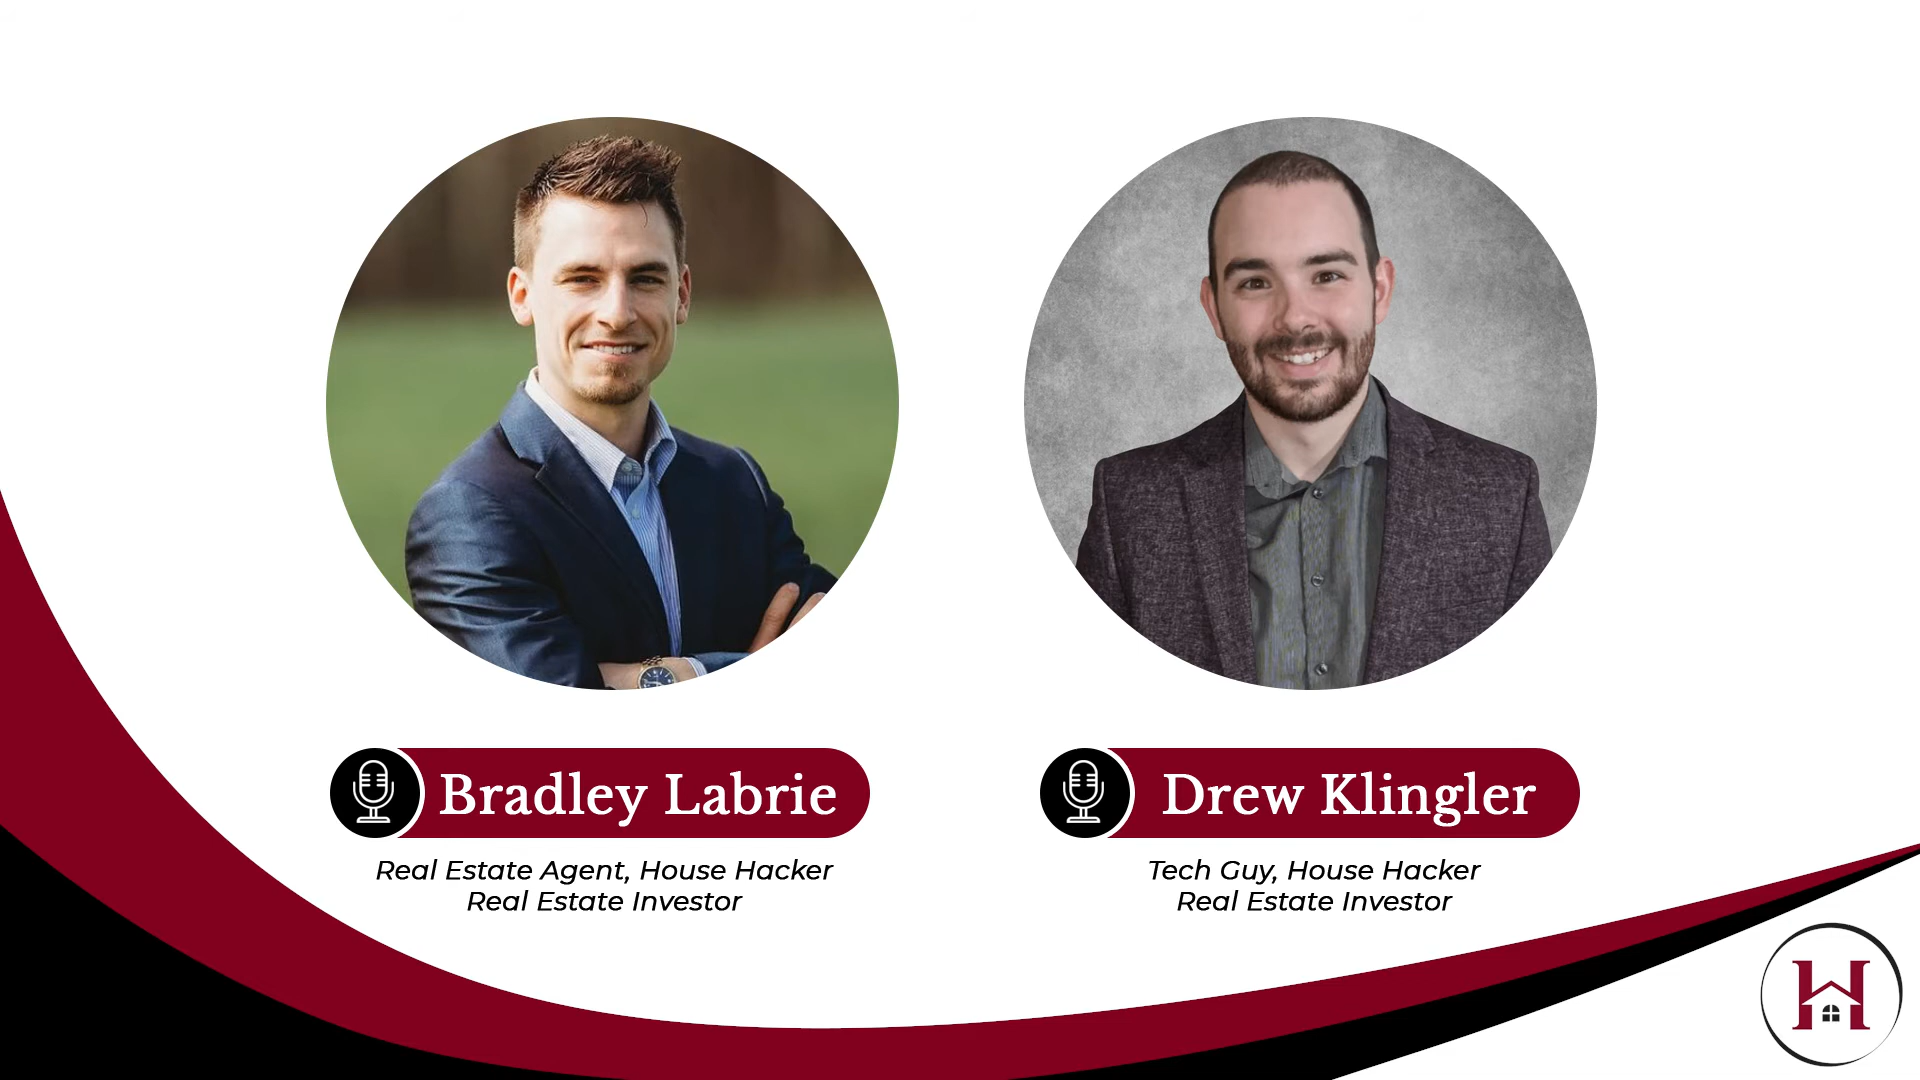 Bradley Labrie
Real Estate Agent, House Hacker
Real Estate Investor
Drew Klingler
Tech Guy, House Hacker
Real Estate Investor
H